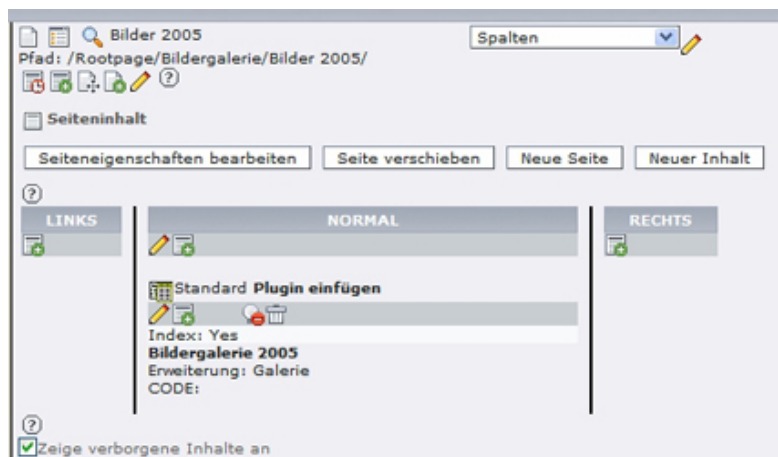 Bilder 2005
Spalten
Pfad: /Rootpage/Bildergalerie/Bilder 2005/
Seiteninhalt
Seiteneigenschaften bearbeiten Seite verschieben Neue Seite Neuer Inhalt
LINKS NORMAL RECHTS
Standard Plugin einfügen
Index: Yes
Bildergalerie 2005
Erweiterung: Galerie
CODE:
Zeige verborgene Inhalte an